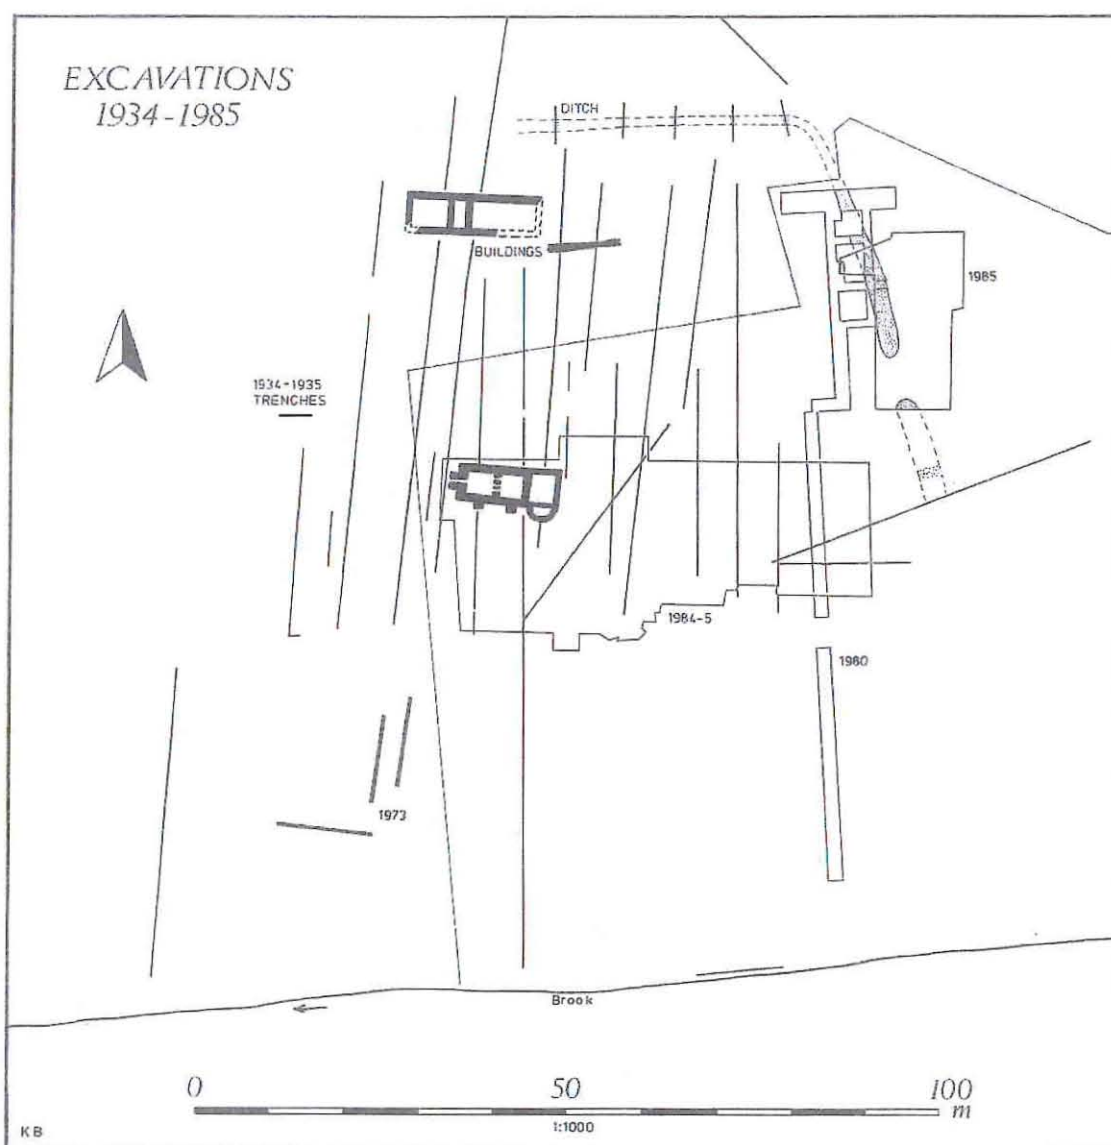 EXCAVATIONS
1934-1985
DITCH
BUILDINGS
1985
1934-1935
TRENCHES
1984-5
1980
1973
Brook
0 50 100
m
1:1000
KB